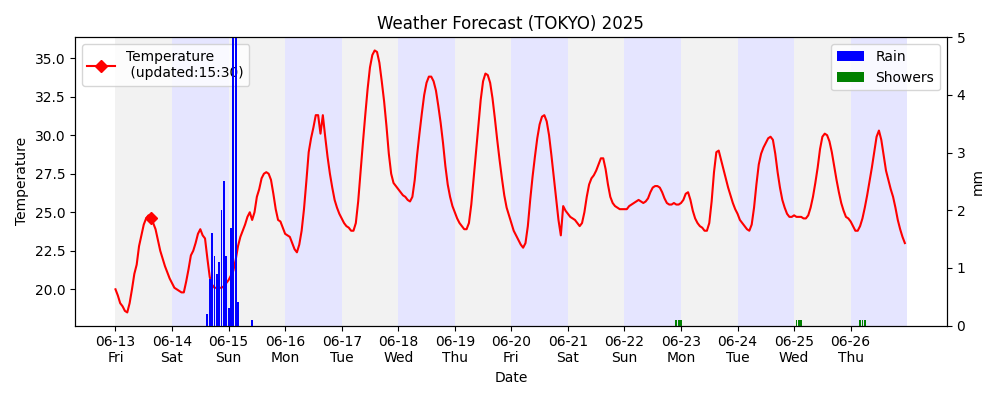 Weather Forecast (TOKYO) 2025
Temperature
(updated:15:30)
Rain
Showers
35.0
32.5
30.0
27.5
25.0
22.5
20.0
Temperature
5
4
3
2
1
0
mm
06-13 06-14 06-15 06-16 06-17 06-18 06-19 06-20 06-21 06-22 06-23 06-24 06-25 06-26
Fri Sat Sun Mon Tue Wed Thu Fri Sat Sun Mon Tue Wed Thu
Date